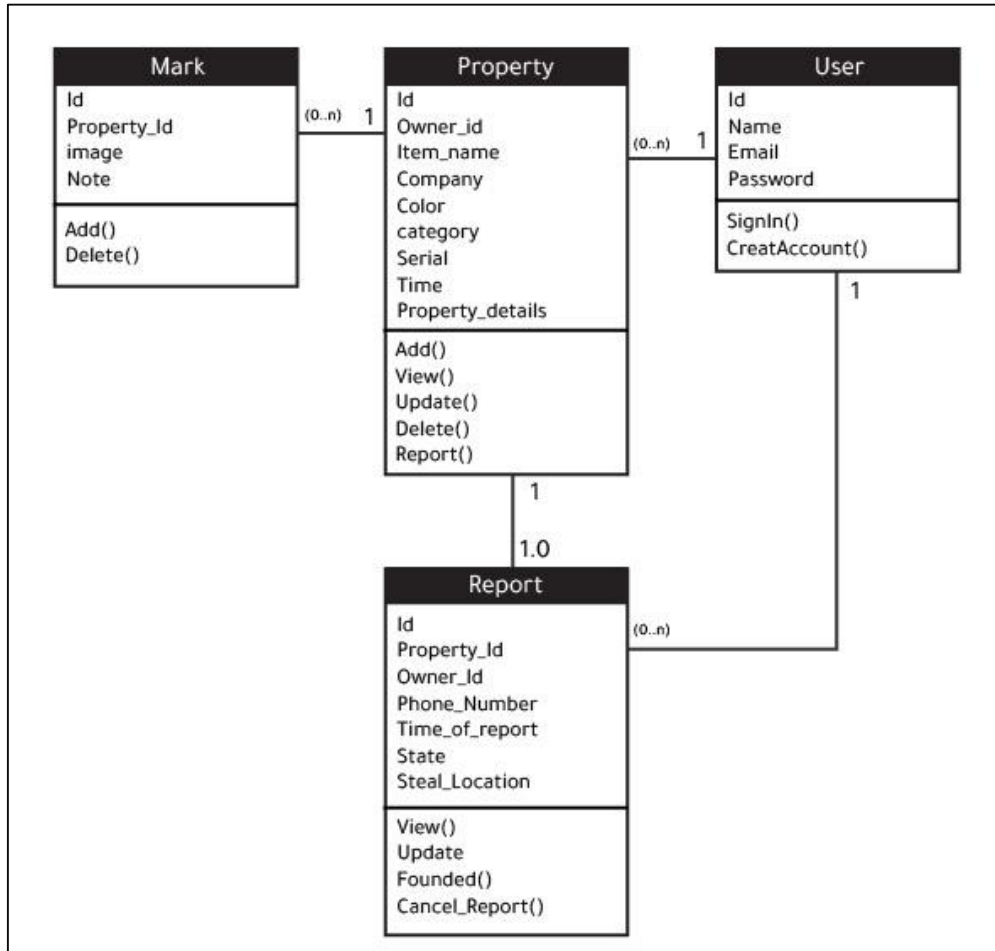 Mark
Id
Property_Id
image
Note
Add()
Delete()
(0..n)
1
Property
Id
Owner_id
Item_name
Company
Color
category
Serial
Time
Property_details
Add()
View()
Update()
Delete()
Report()
(0..n)
1
User
Id
Name
Email
Password
SignIn()
CreatAccount()
1
1
1.0
Report
Id
Property_Id
Owner_Id
Phone_Number
Time_of_report
State
Steal_Location
View()
Update
Founded()
Cancel_Report()
(0..n)